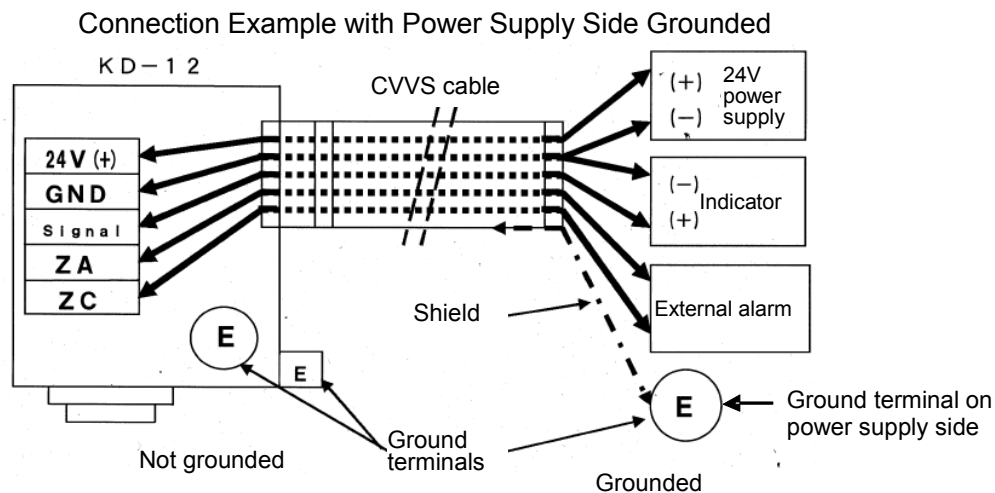 Connection Example with Power Supply Side Grounded
KD-12
CVVS cable
24V (+)
GND
Signal
ZA
ZC
E
E
(+) 24V
power
(-) supply
(-)
Indicator
(+)
External alarm
Shield
E
Ground terminal on
power supply side
Ground
terminals
Not grounded
Grounded